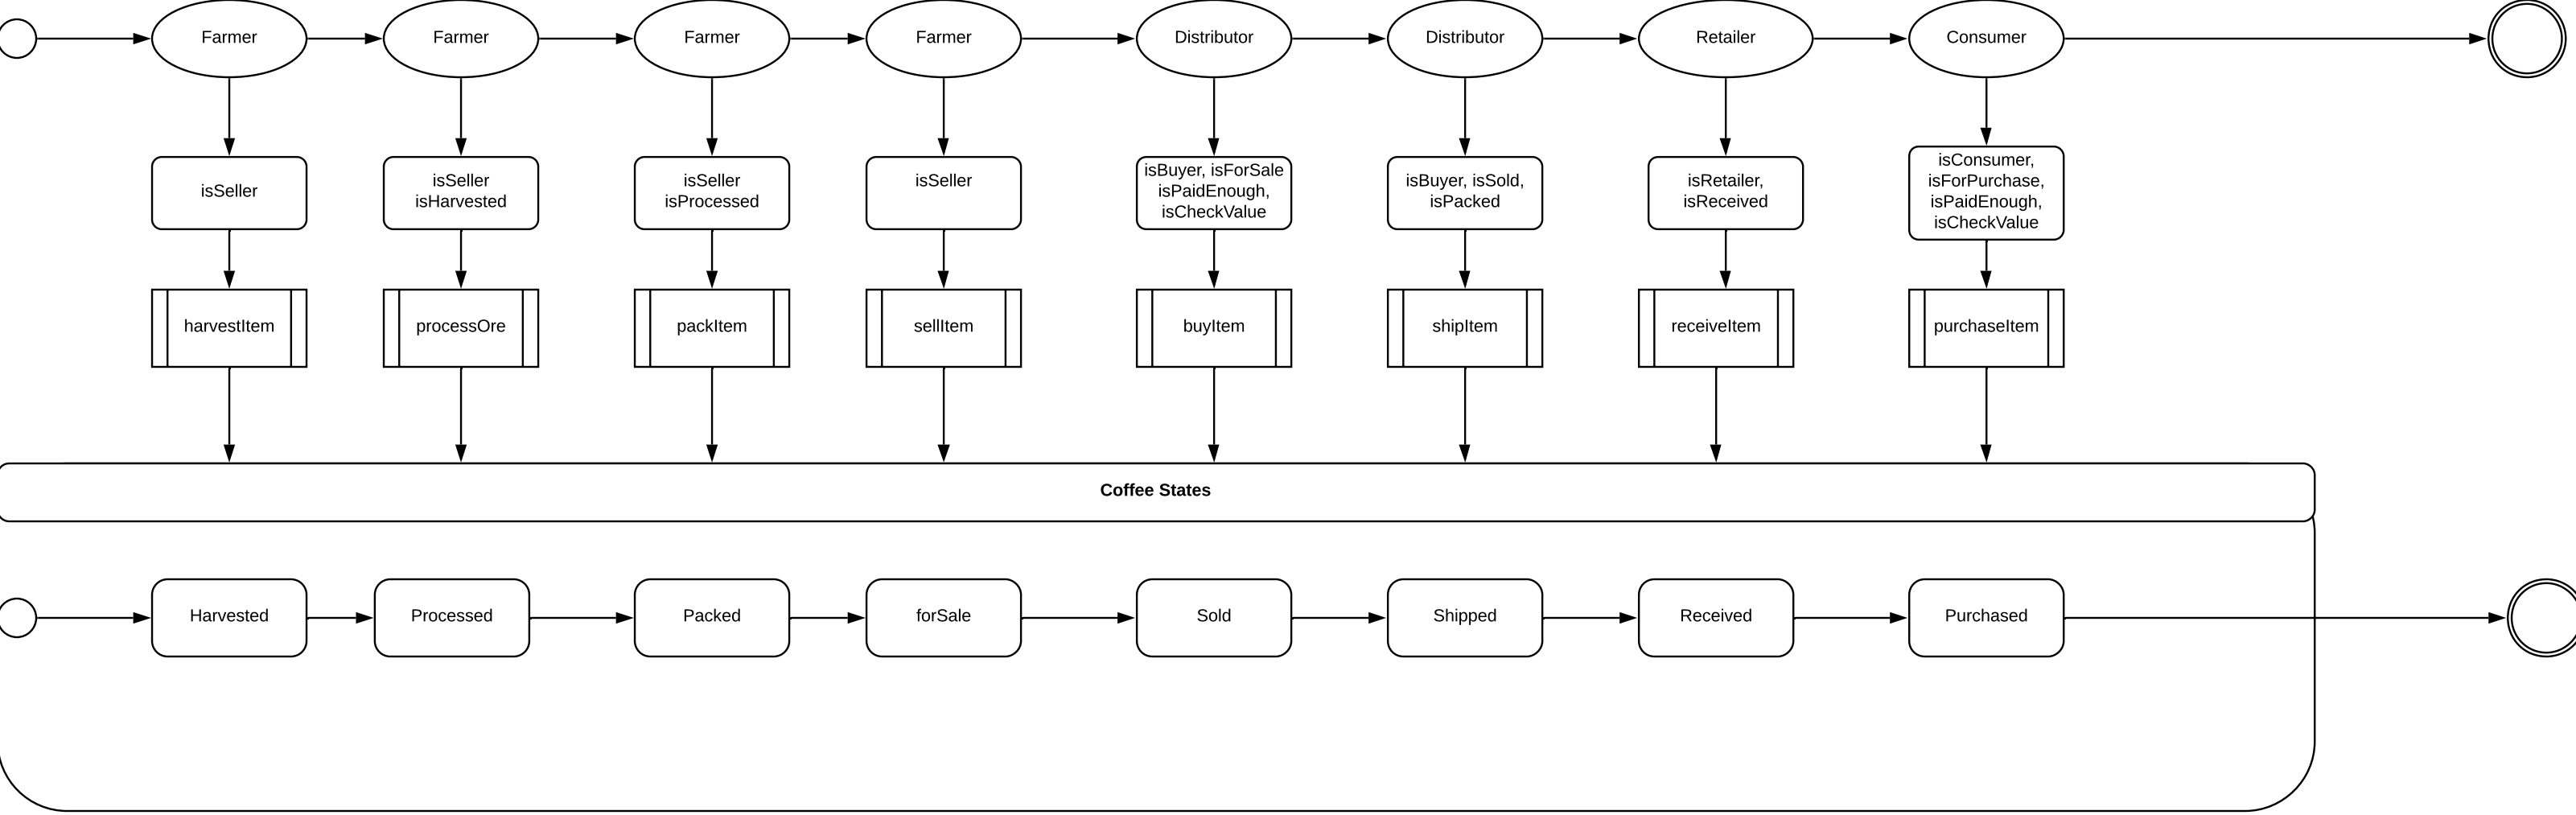 Farmer
Farmer
Farmer
Farmer
Distributor
Distributor
Retailer
Consumer
isSeller
isSeller
isHarvested
isSeller
isProcessed
isSeller
isBuyer, isForSale
isPaidEnough,
isCheckValue
isBuyer, isSold,
isPacked
isRetailer,
isReceived
isConsumer,
isForPurchase,
isPaidEnough,
isCheckValue
harvestItem
processOre
packItem
sellItem
buyItem
shipItem
receiveItem
purchaseItem
Coffee States
Harvested
Processed
Packed
forSale
Sold
Shipped
Received
Purchased